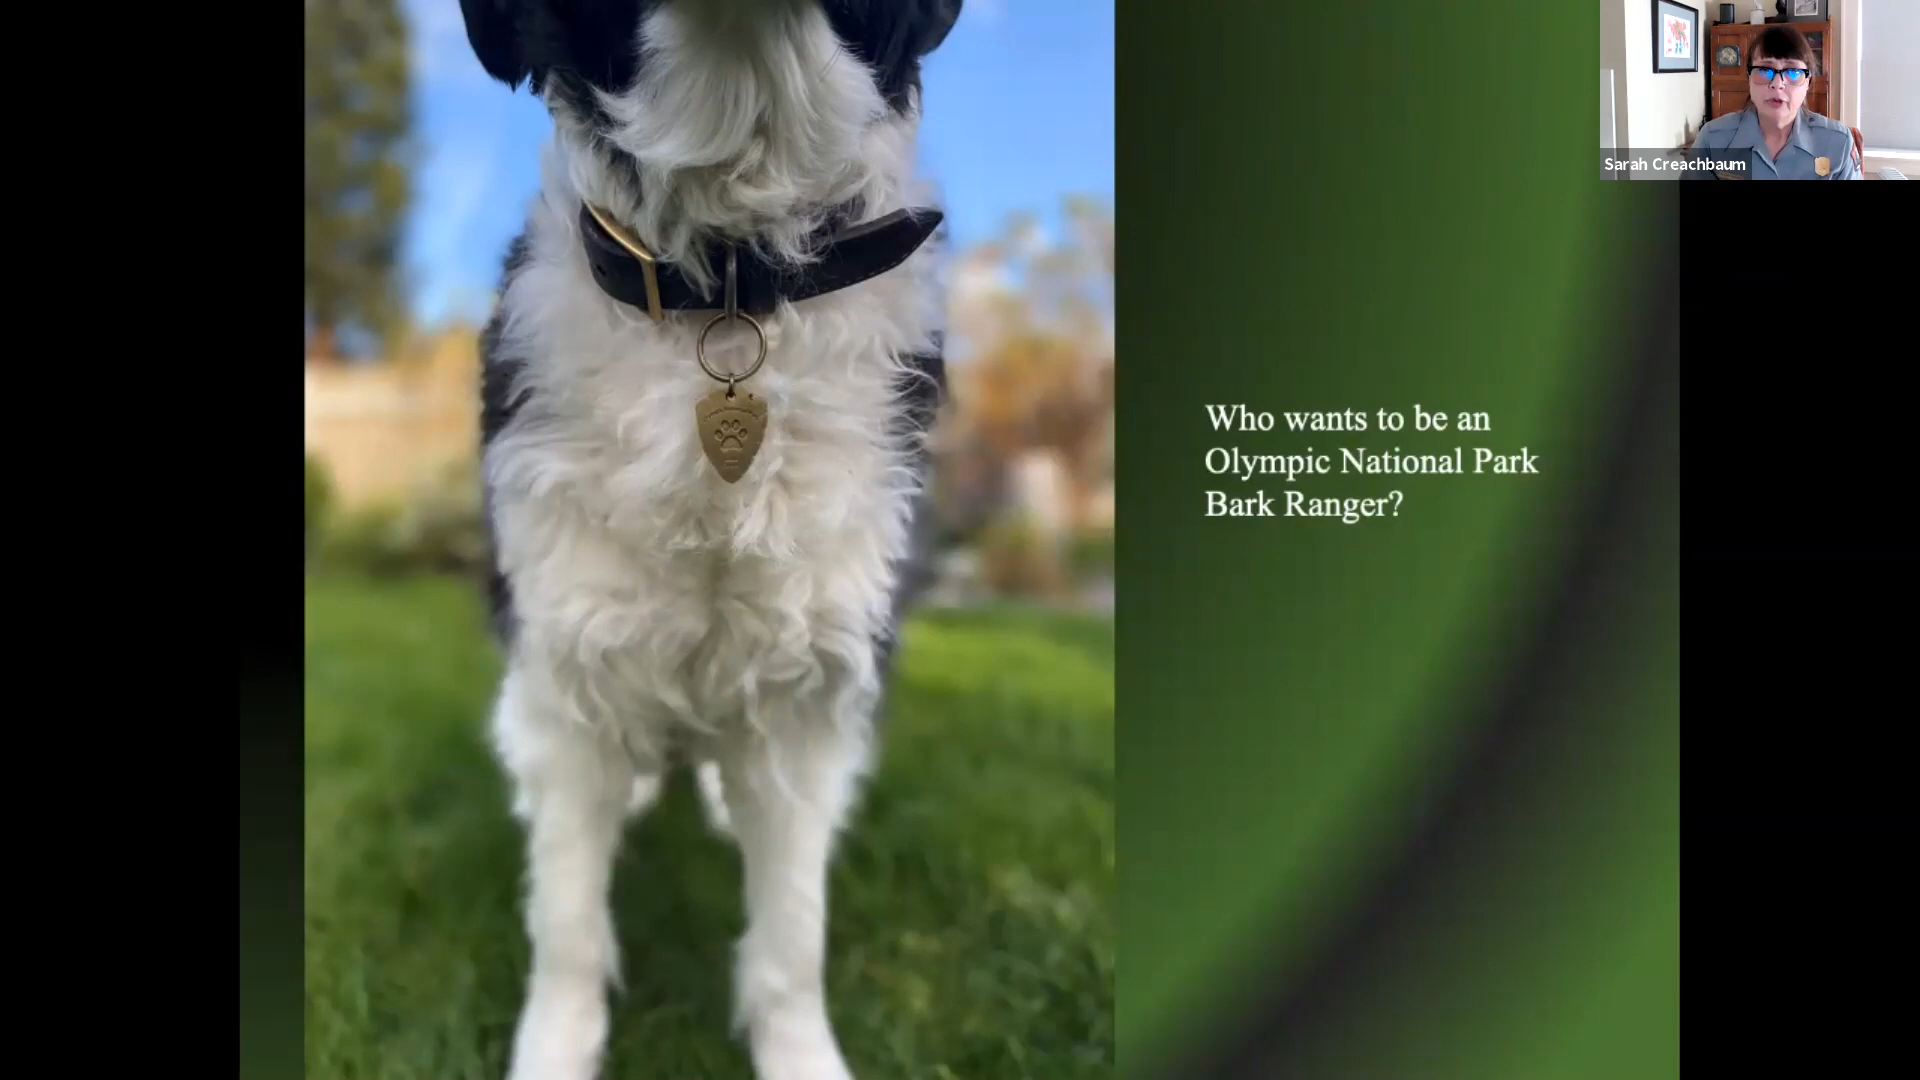 Sarah Creachbaum
Who wants to be an
Olympic National Park
Bark Ranger?